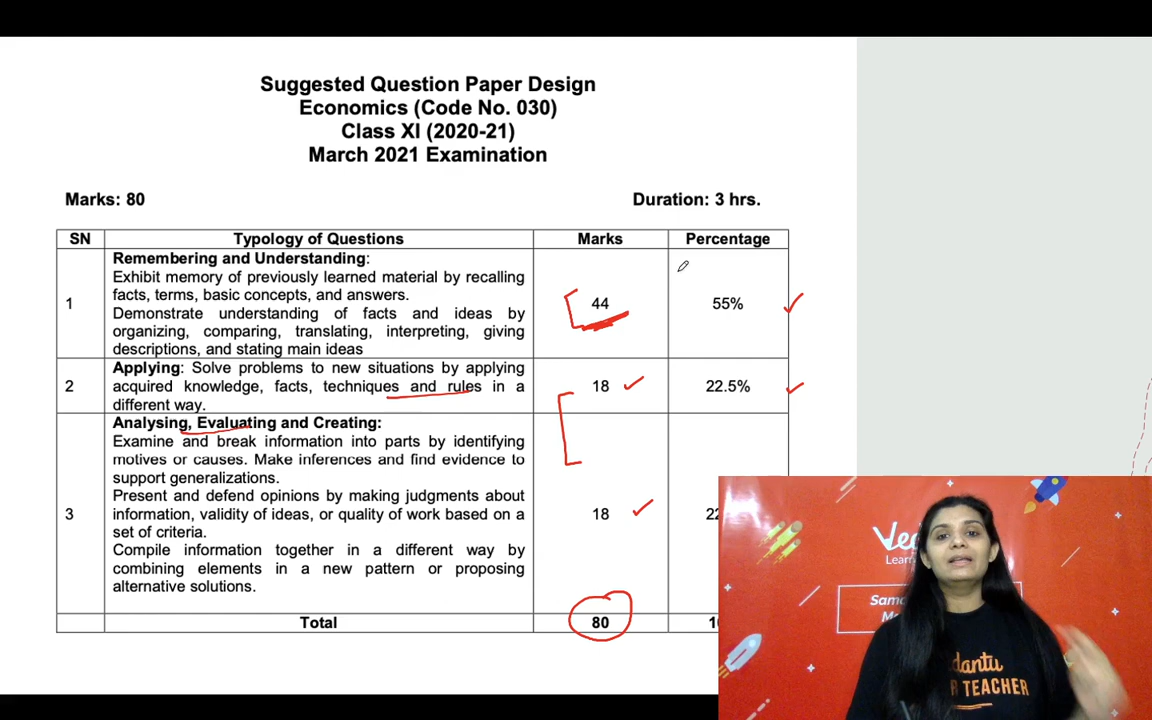 Suggested Question Paper Design
Economics (Code No. 030)
Class XI (2020-21)
March 2021 Examination
Marks: 80 Duration: 3 hrs.
SN Typology of Questions Marks Percentage
Remembering and Understanding:
Exhibit memory of previously learned material by recalling
facts, terms, basic concepts, and answers.
1 44 55%
Demonstrate understanding of facts and ideas by
organizing, comparing, translating, interpreting, giving
descriptions, and stating main ideas
Applying: Solve problems to new situations by applying
2 acquired knowledge, facts, techniques and rules in a 18 22.5%
different way.
Analysing, Evaluating and Creating:
Examine and break information into parts by identifying
motives or causes. Make inferences and find evidence to
support generalizations.
Present and defend opinions by making judgments about
3 information, validity of ideas, or quality of work based on a 18 22
set of criteria.
Compile information together in a different way by
combining elements in a new pattern or proposing
alternative solutions.
Total 80 1
Learn
TEACHER